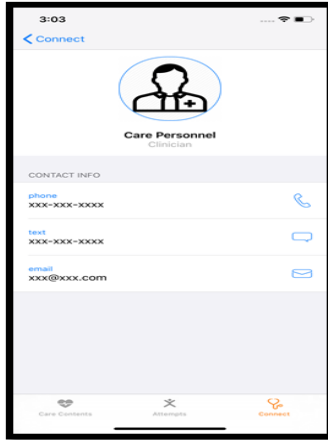 3:03
Connect
Care Personnel
Clinician
CONTACT INFO
phone
xxx-xxx-xxxx
text
xxx-xxx-xxxx
email
xxx@xxx.com
Care Contents
Attempts
Connect